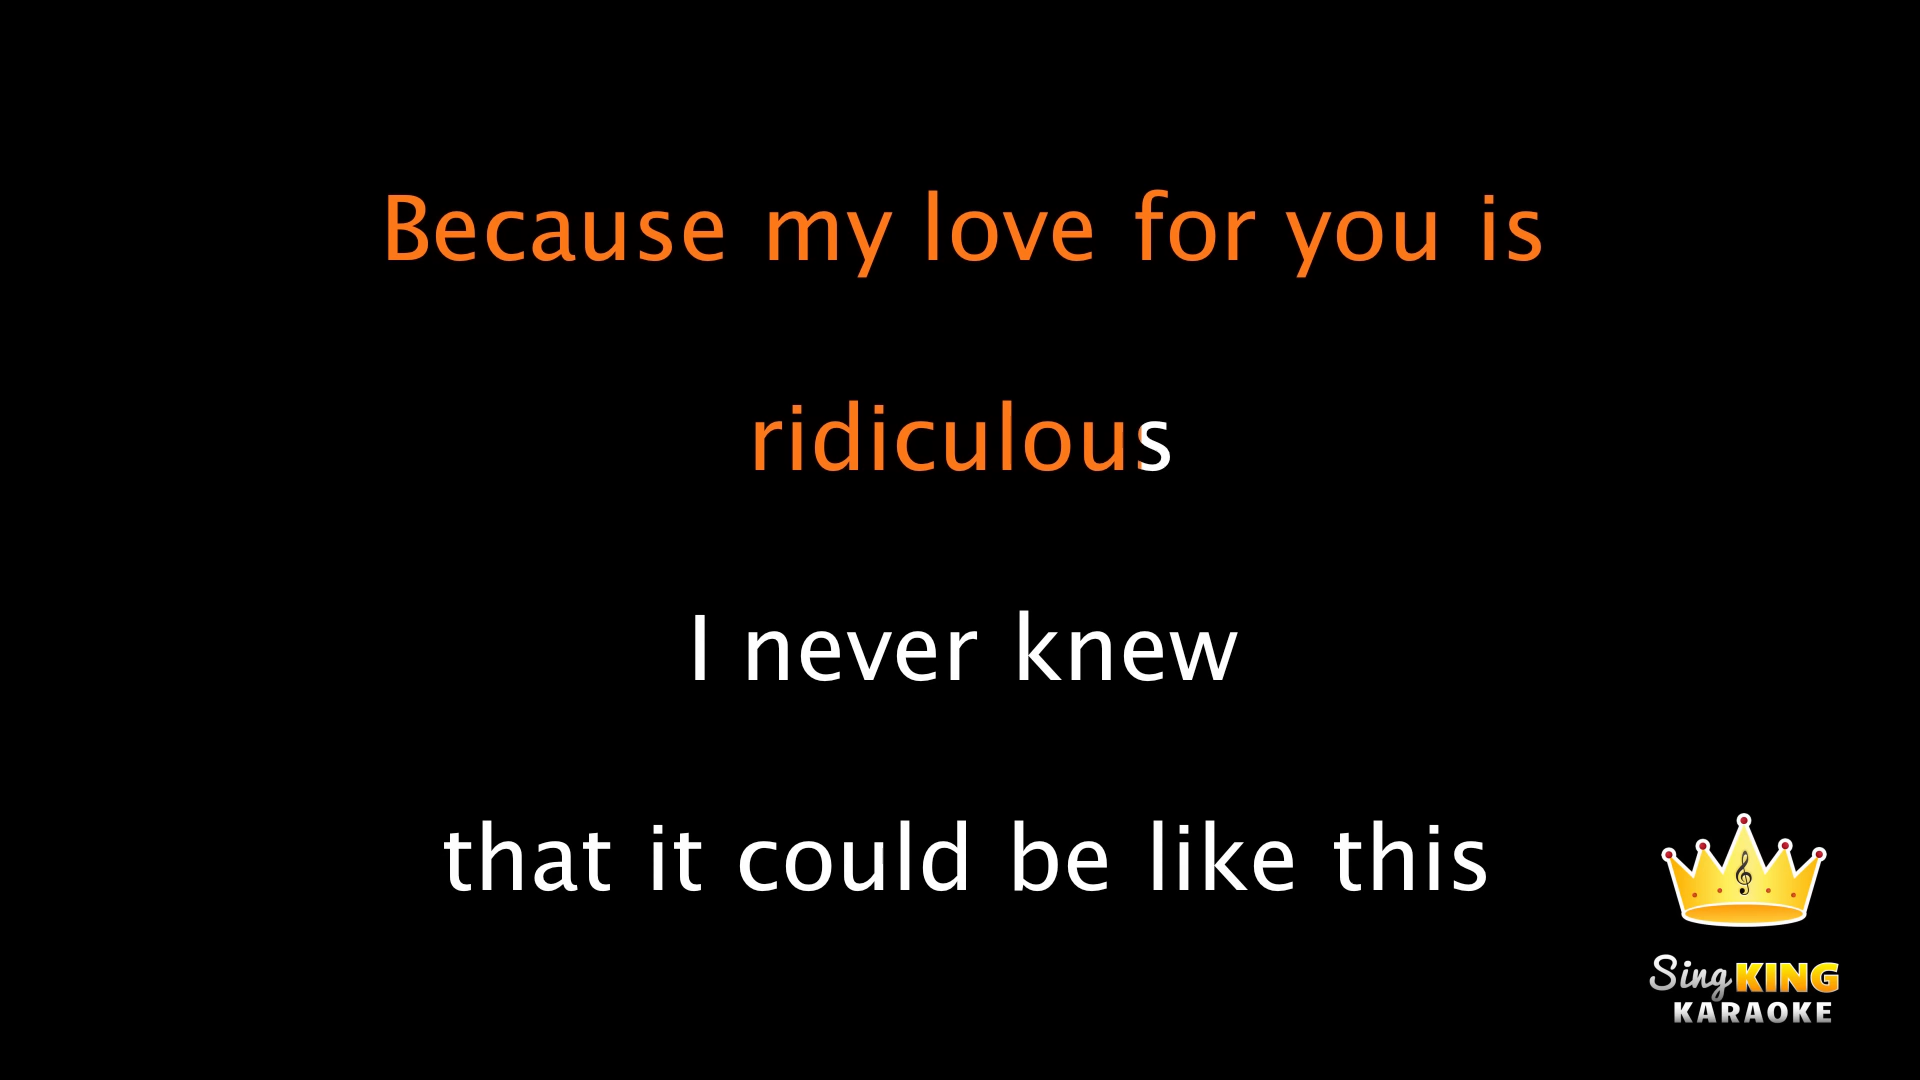 Because my love for you is
ridiculous
I never knew
that it could be like this
Sing KING
KARAOKE